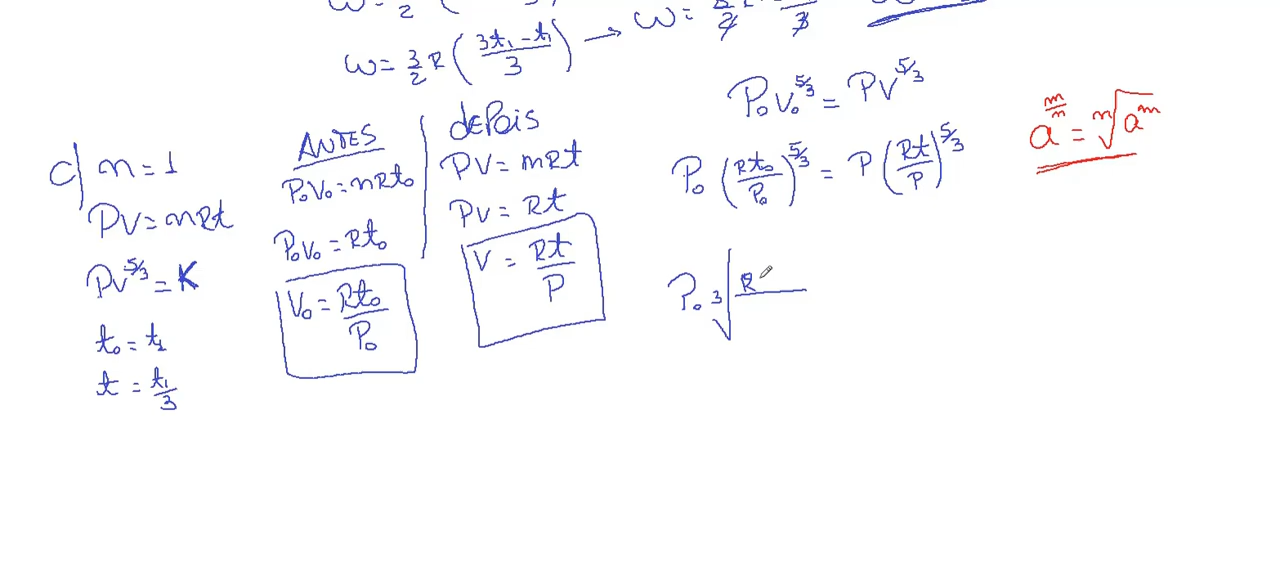 ω = 3/2 R ( (3t₁ - t₁)/3 ) →
P₀V₀^5/3 = PV^5/3
a^m/n = ⁿ√a^m
c) n = 1
PV = nRt
PV^5/3 = K
t₀ = t₁
t = t₁/3
ANTES
P₀V₀ = nRt₀
P₀V₀ = Rt₀
V₀ = Rt₀/P₀
dEPois
PV = nRt
PV = Rt
V = Rt/P
P₀ (Rt₀/P₀)^5/3 = P (Rt/P)^5/3
P₀ ³√R